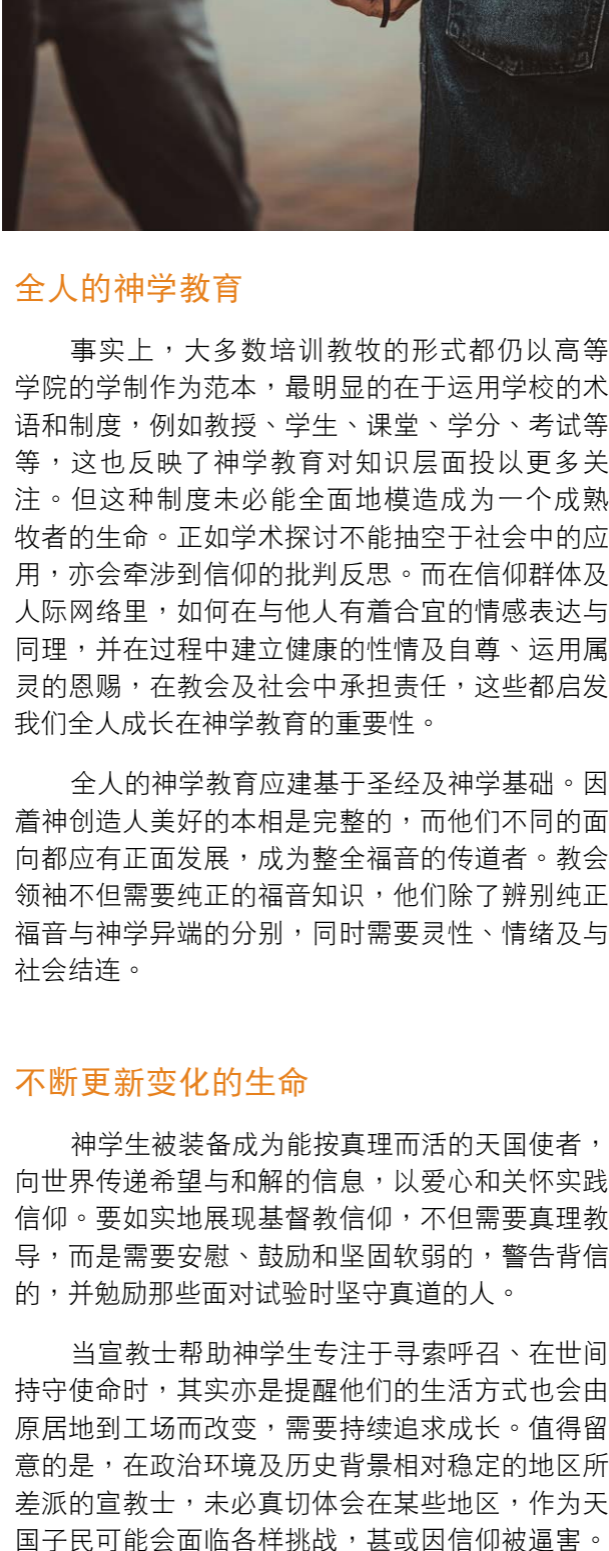 全人的神学教育
事实上，大多数培训教牧的形式都仍以高等
学院的学制作为范本，最明显的在于运用学校的术
语和制度，例如教授、学生、课堂、学分、考试等
等，这也反映了神学教育对知识层面投以更多关
注。但这种制度未必能全面地模造成为一个成熟
牧者的生命。正如学术探讨不能抽空于社会中的应
用，亦会牵涉到信仰的批判反思。而在信仰群体及
人际网络里，如何在与他人有着合宜的情感表达与
同理，并在过程中建立健康的性情及自尊、运用属
灵的恩赐，在教会及社会中承担责任，这些都启发
我们全人成长在神学教育的重要性。
全人的神学教育应建基于圣经及神学基础。因
着神创造人美好的本相是完整的，而他们不同的面
向都应有正面发展，成为整全福音的传道者。教会
领袖不但需要纯正的福音知识，他们除了辨别纯正
福音与神学异端的分别，同时需要灵性、情绪及与
社会结连。
不断更新变化的生命
神学生被装备成为能按真理而活的天国使者，
向世界传递希望与和解的信息，以爱心和关怀实践
信仰。要如实地展现基督教信仰，不但需要真理教
导，而是需要安慰、鼓励和坚固软弱的，警告背信
的，并勉励那些面对试验时坚守真道的人。
当宣教士帮助神学生专注于寻索呼召、在世间
持守使命时，其实亦是提醒他们的生活方式也会由
原居地到工场而改变，需要持续追求成长。值得留
意的是，在政治环境及历史背景相对稳定的地区所
差派的宣教士，未必真切体会在某些地区，作为天
国子民可能会面临各样挑战，甚或因信仰被逼害。